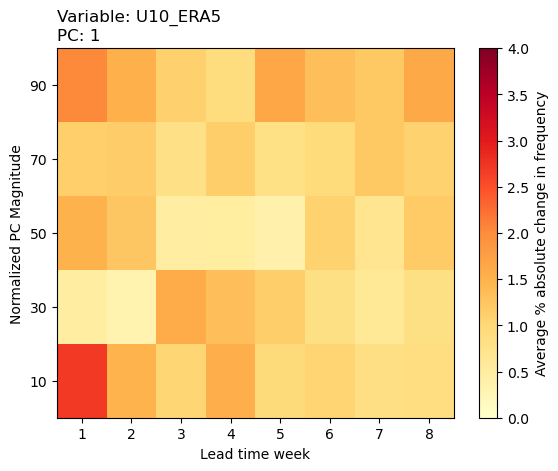 Variable: U10_ERA5
PC: 1
90
70
50
30
10
Normalized PC Magnitude
1 2 3 4 5 6 7 8
Lead time week
4.0
3.5
3.0
2.5
2.0
1.5
1.0
0.5
0.0
Average % absolute change in frequency